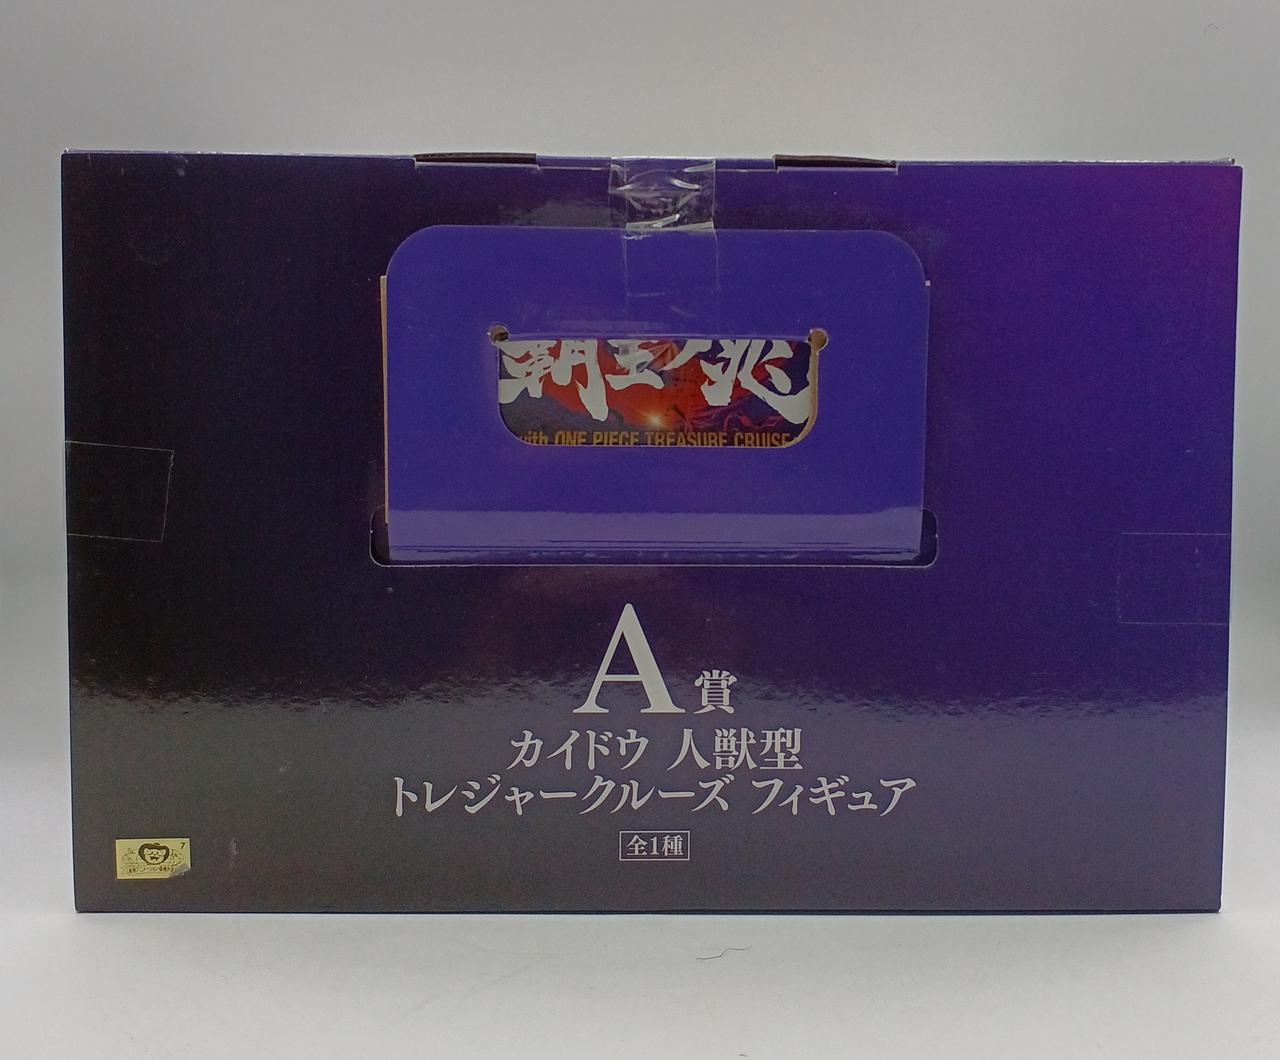 覇王ノ兆
with ONE PIECE TREASURE CRUISE
A賞
カイドウ 人獣型
トレジャークルーズ フィギュア
全1種
7